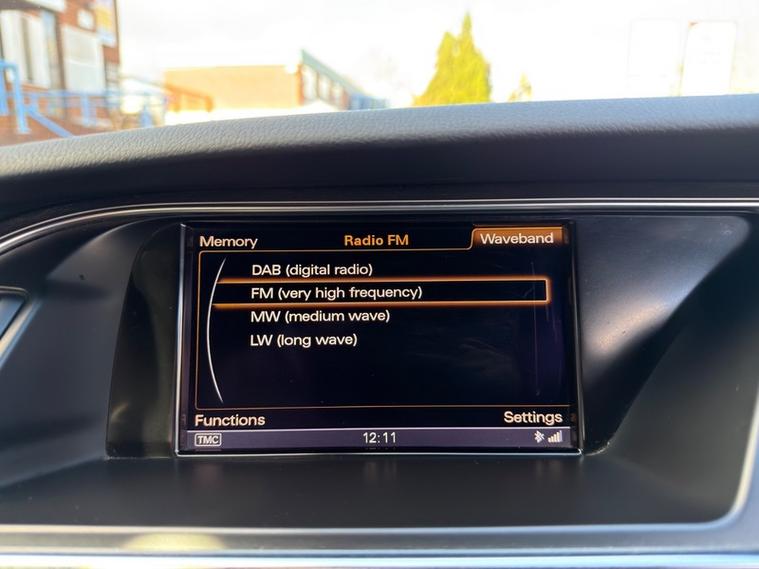 Memory Radio FM Waveband
DAB (digital radio)
FM (very high frequency)
MW (medium wave)
LW (long wave)
Functions Settings
TMC 12:11